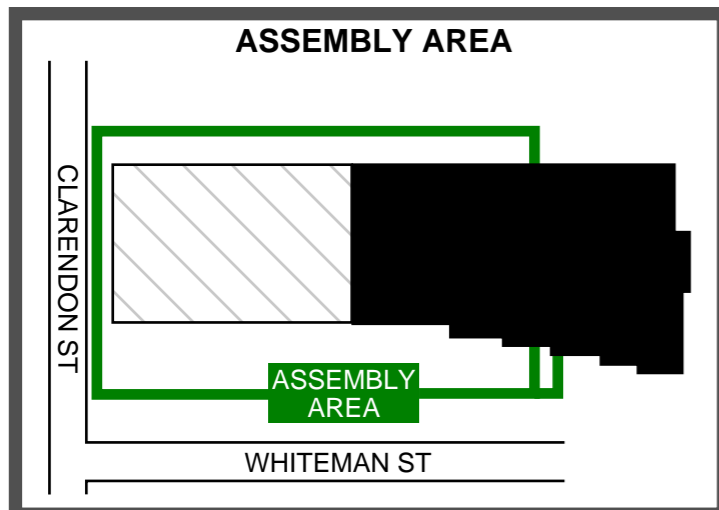 ASSEMBLY AREA
CLARENDON ST
ASSEMBLY
AREA
WHITEMAN ST